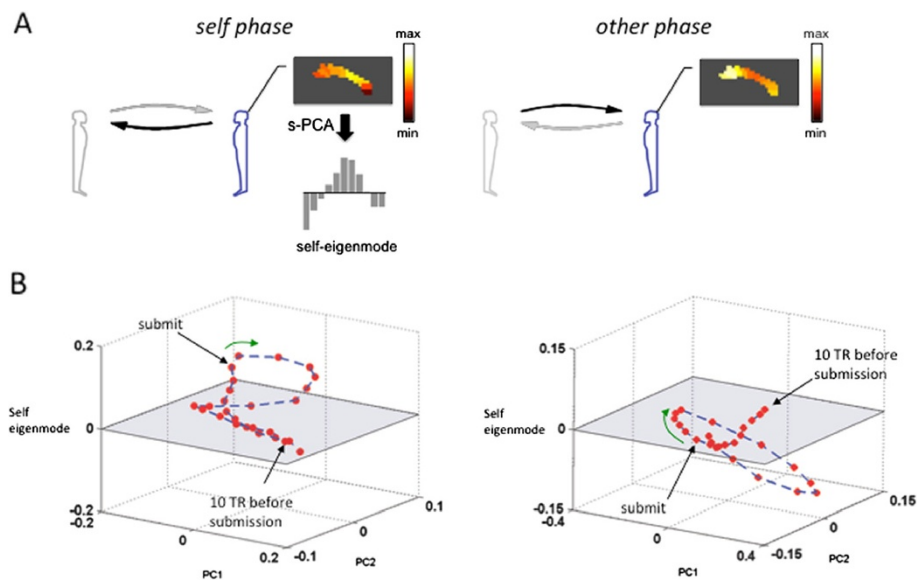 A
self phase
other phase
max
min
max
min
s-PCA
self-eigenmode
B
submit
0.2
Self
eigenmode
0
-0.2
-0.2
0
0.2
PC1
-0.1
0
0.1
PC2
10 TR before
submission
0.15
Self
eigenmode
0
-0.15
-0.4
0
0.4
PC1
-0.15
0
0.15
PC2
10 TR before
submission
submit